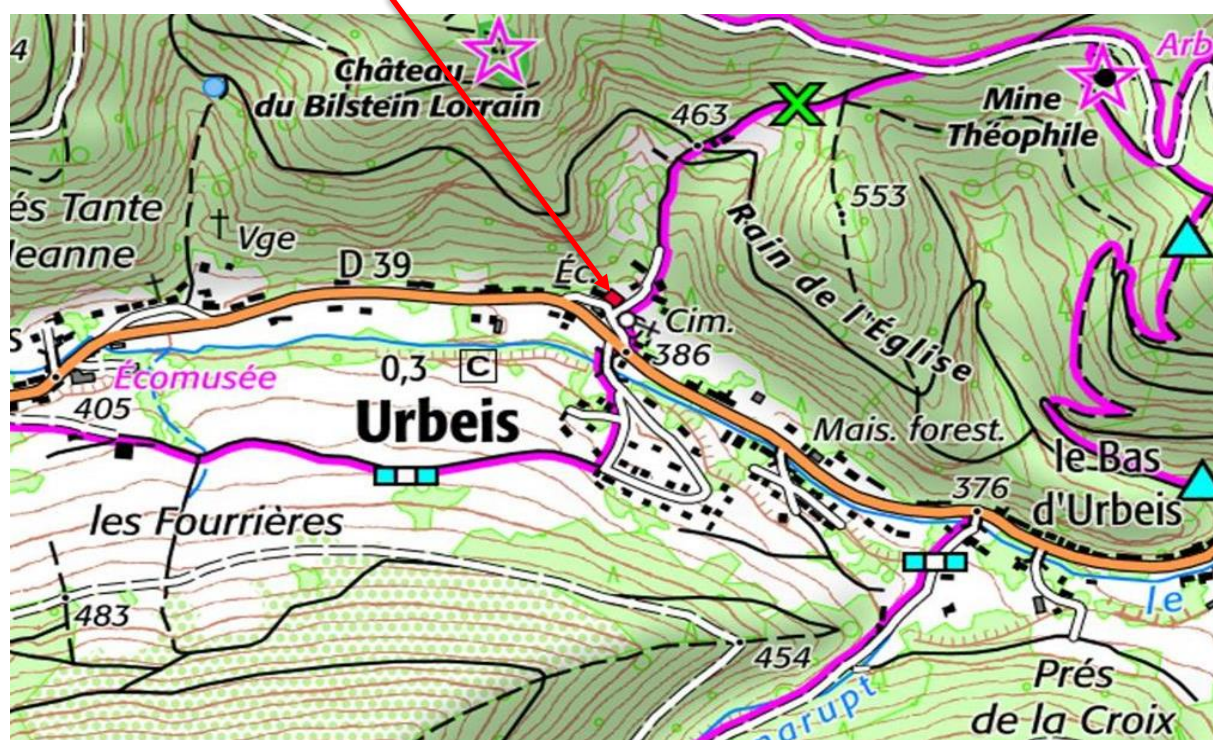 4
Château
du Bilstein Lorrain
463
Mine
Théophile
Arb
és Tante
Jeanne
Vge
553
Rain de l'Église
D 39
Éc.
Cim.
386
s
Écomusée
0,3
C
405
Urbeis
Mais. forest.
le Bas
d'Urbeis
376
les Fourrières
le
483
454
Prés
de la Croix
arupt